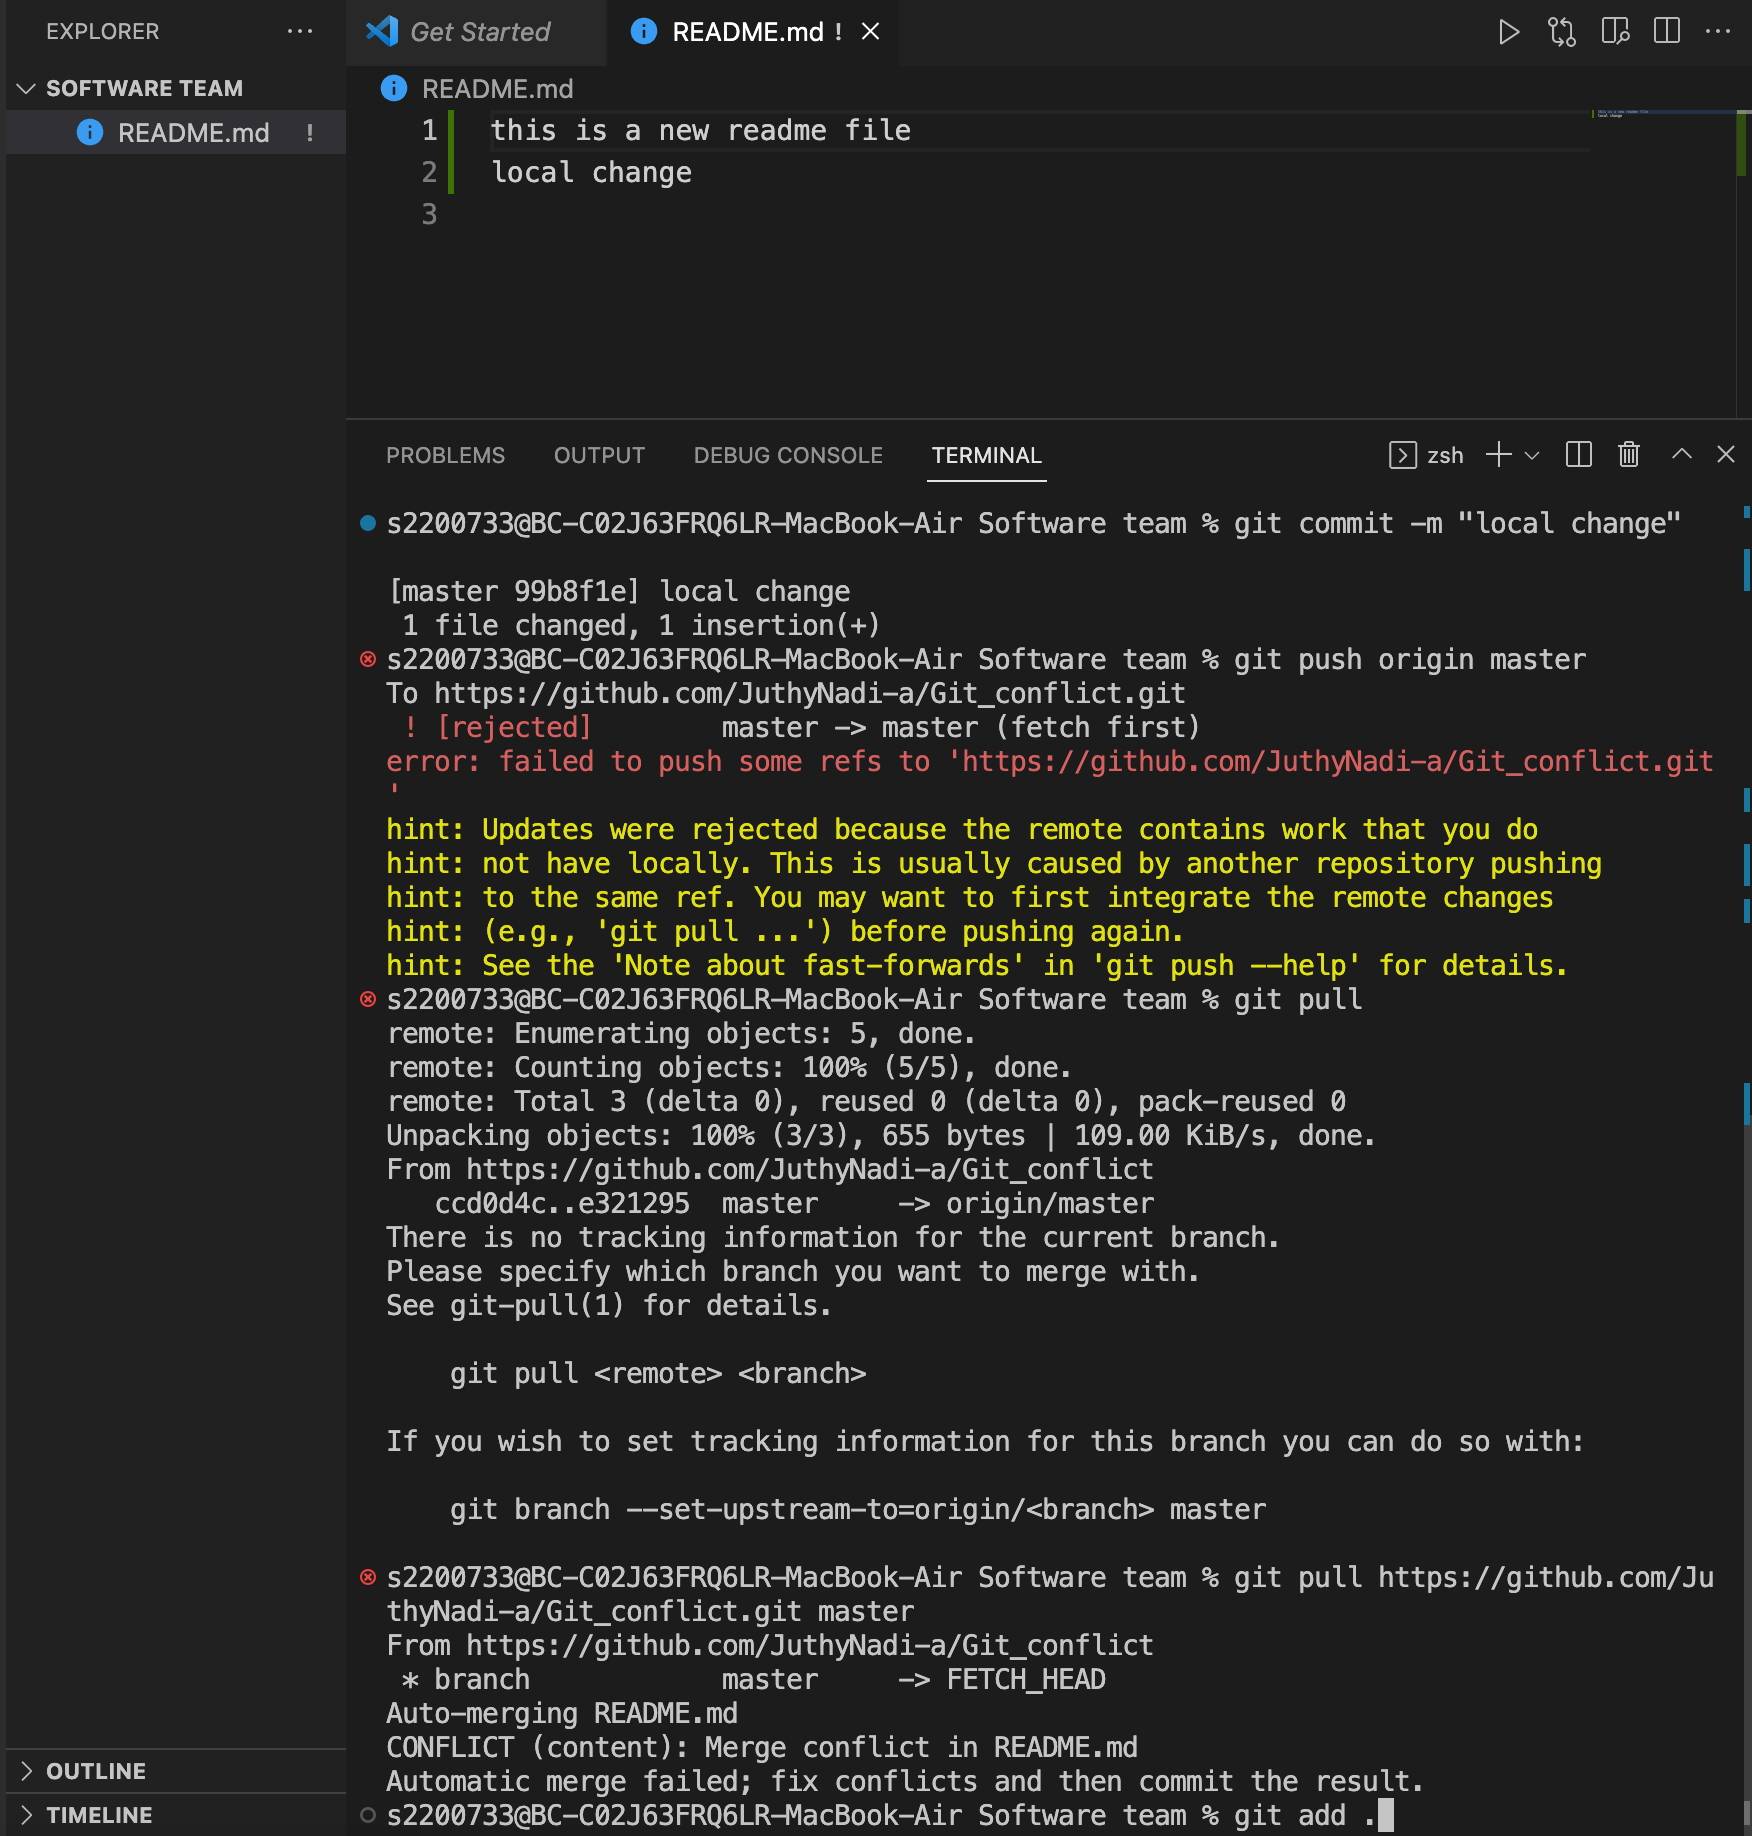 EXPLORER
SOFTWARE TEAM
README.md !
Get Started
README.md !
README.md
1 this is a new readme file
2 local change
3
PROBLEMS OUTPUT DEBUG CONSOLE TERMINAL zsh
s2200733@BC-C02J63FRQ6LR-MacBook-Air Software team % git commit -m "local change"
[master 99b8f1e] local change
1 file changed, 1 insertion(+)
s2200733@BC-C02J63FRQ6LR-MacBook-Air Software team % git push origin master
To https://github.com/JuthyNadi-a/Git_conflict.git
! [rejected] master -> master (fetch first)
error: failed to push some refs to 'https://github.com/JuthyNadi-a/Git_conflict.git
'
hint: Updates were rejected because the remote contains work that you do
hint: not have locally. This is usually caused by another repository pushing
hint: to the same ref. You may want to first integrate the remote changes
hint: (e.g., 'git pull ...') before pushing again.
hint: See the 'Note about fast-forwards' in 'git push --help' for details.
s2200733@BC-C02J63FRQ6LR-MacBook-Air Software team % git pull
remote: Enumerating objects: 5, done.
remote: Counting objects: 100% (5/5), done.
remote: Total 3 (delta 0), reused 0 (delta 0), pack-reused 0
Unpacking objects: 100% (3/3), 655 bytes | 109.00 KiB/s, done.
From https://github.com/JuthyNadi-a/Git_conflict
ccd0d4c..e321295 master -> origin/master
There is no tracking information for the current branch.
Please specify which branch you want to merge with.
See git-pull(1) for details.
git pull <remote> <branch>
If you wish to set tracking information for this branch you can do so with:
git branch --set-upstream-to=origin/<branch> master
s2200733@BC-C02J63FRQ6LR-MacBook-Air Software team % git pull https://github.com/Ju
thyNadi-a/Git_conflict.git master
From https://github.com/JuthyNadi-a/Git_conflict
* branch master -> FETCH_HEAD
Auto-merging README.md
CONFLICT (content): Merge conflict in README.md
Automatic merge failed; fix conflicts and then commit the result.
s2200733@BC-C02J63FRQ6LR-MacBook-Air Software team % git add .
OUTLINE
TIMELINE